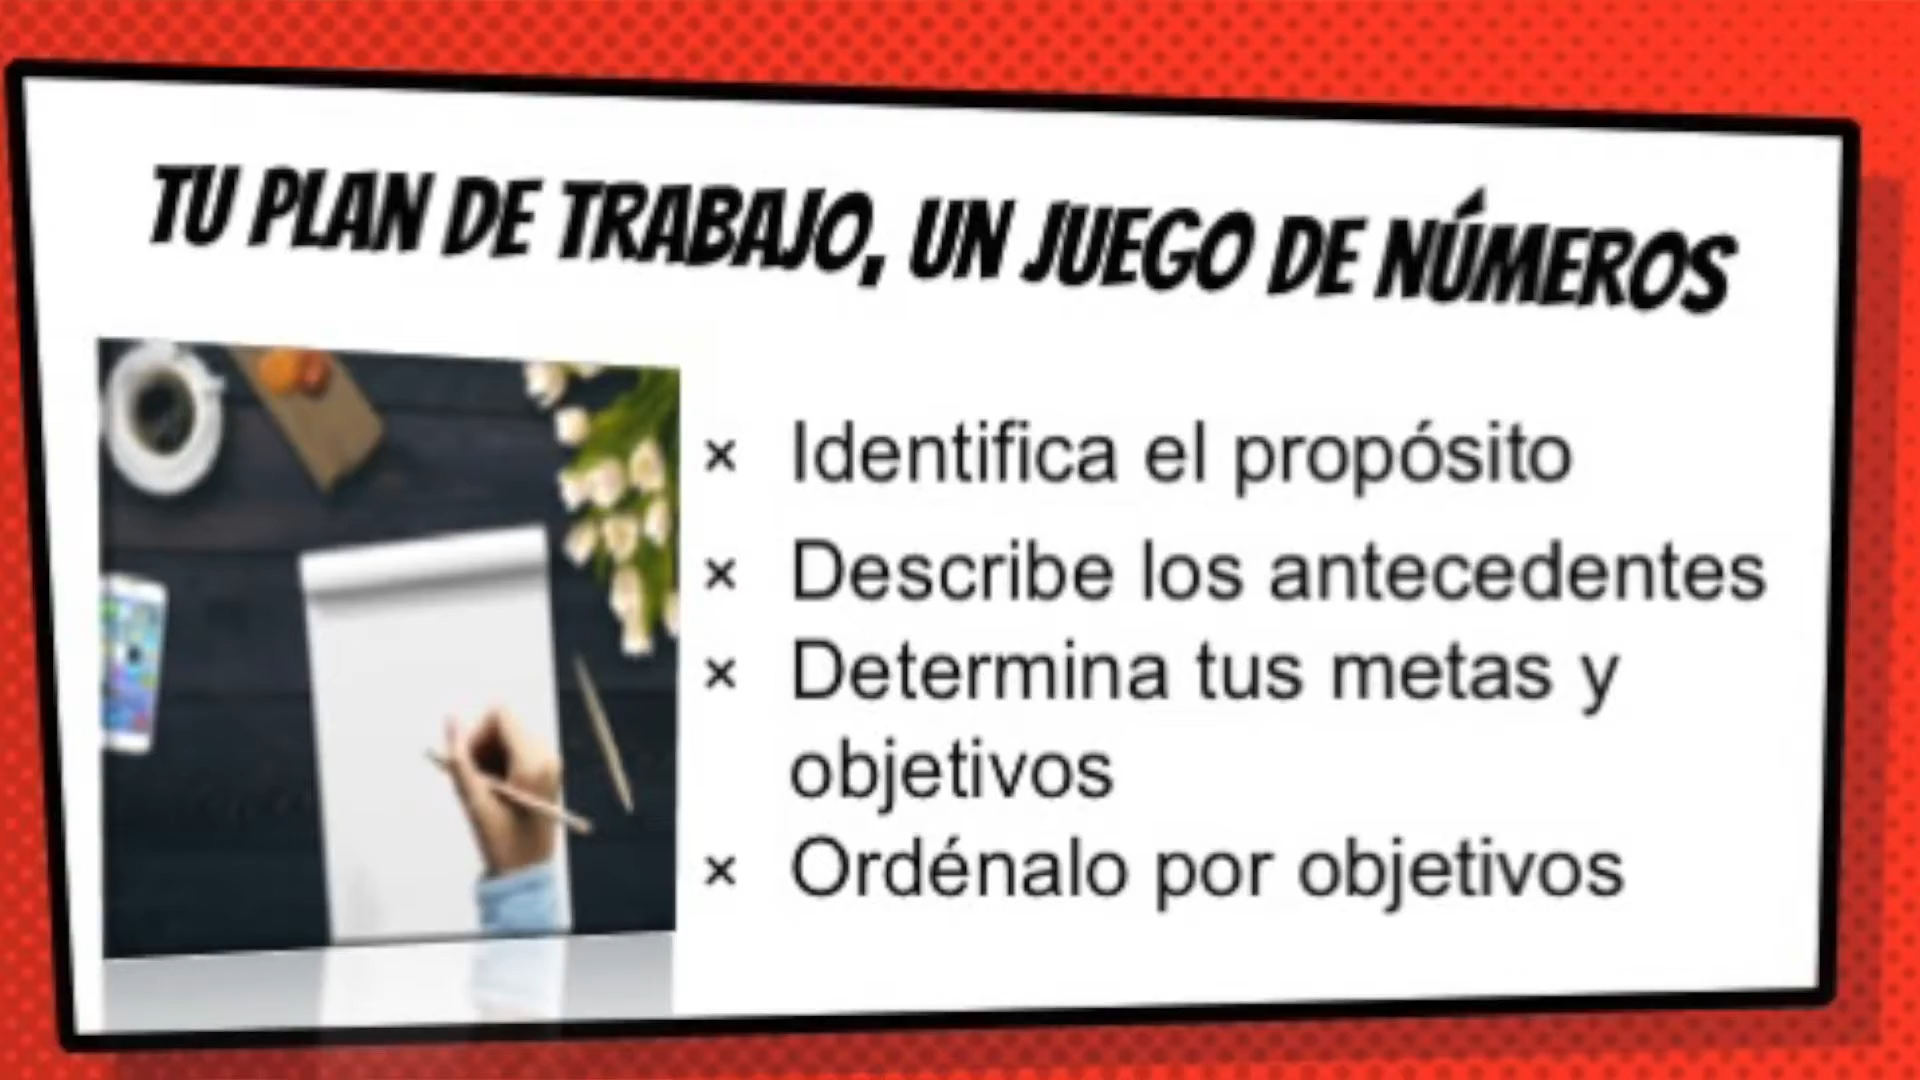 TU PLAN DE TRABAJO, UN JUEGO DE NÚMEROS
× Identifica el propósito
× Describe los antecedentes
× Determina tus metas y
objetivos
× Ordénalo por objetivos